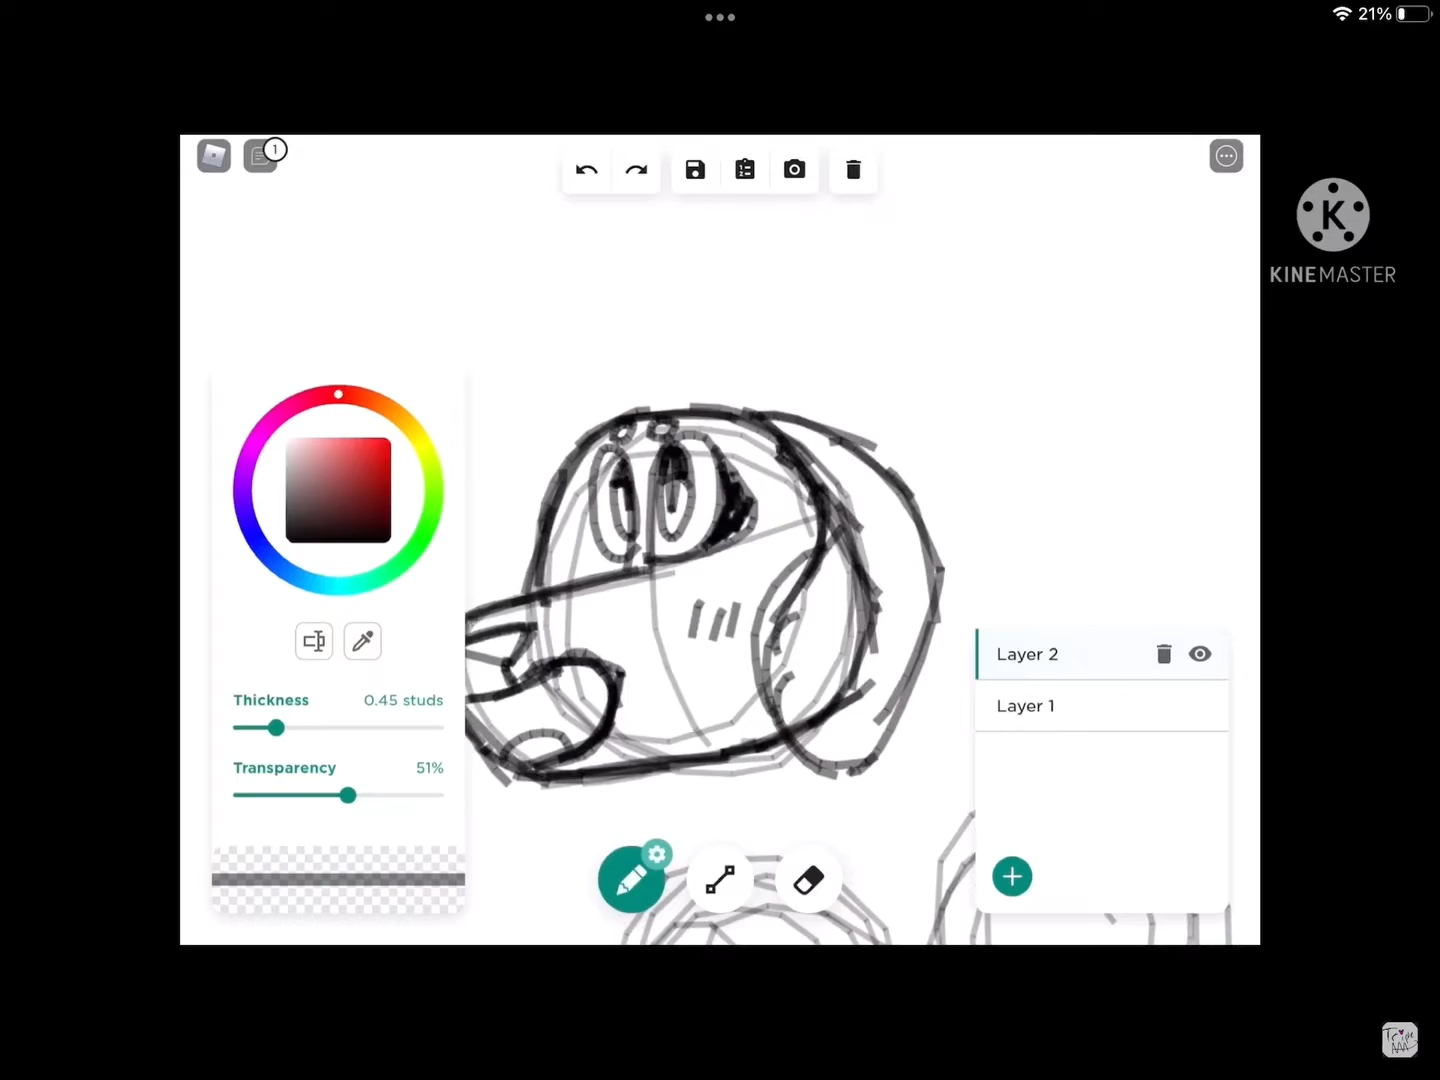 21%
1
K
KINEMASTER
Thickness 0.45 studs
Transparency 51%
Layer 2
Layer 1